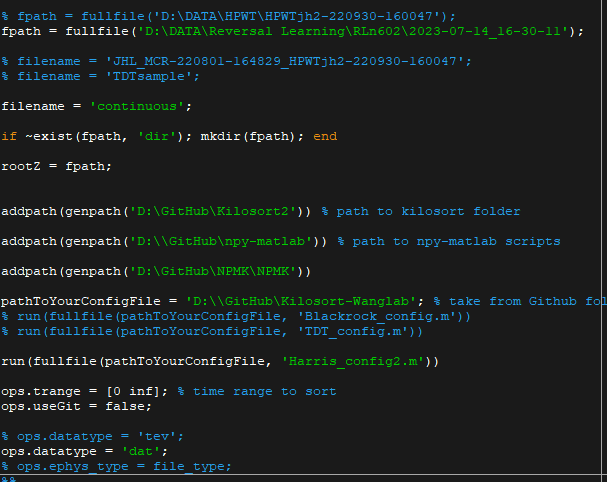 % fpath = fullfile('D:\DATA\HPWT\HPWTjh2-220930-160047');
fpath = fullfile('D:\DATA\Reversal Learning\RLn602\2023-07-14_16-30-11');
% filename = 'JHL_MCR-220801-164829_HPWTjh2-220930-160047';
% filename = 'TDTsample';
filename = 'continuous';
if ~exist(fpath, 'dir'); mkdir(fpath); end
rootZ = fpath;
addpath(genpath('D:\GitHub\Kilosort2')) % path to kilosort folder
addpath(genpath('D:\\GitHub\npy-matlab')) % path to npy-matlab scripts
addpath(genpath('D:\GitHub\NPMK\NPMK'))
pathToYourConfigFile = 'D:\\GitHub\Kilosort-Wanglab'; % take from Github fol
% run(fullfile(pathToYourConfigFile, 'Blackrock_config.m'))
% run(fullfile(pathToYourConfigFile, 'TDT_config.m'))
run(fullfile(pathToYourConfigFile, 'Harris_config2.m'))
ops.trange = [0 inf]; % time range to sort
ops.useGit = false;
% ops.datatype = 'tev';
ops.datatype = 'dat';
% ops.ephys_type = file_type;
%%